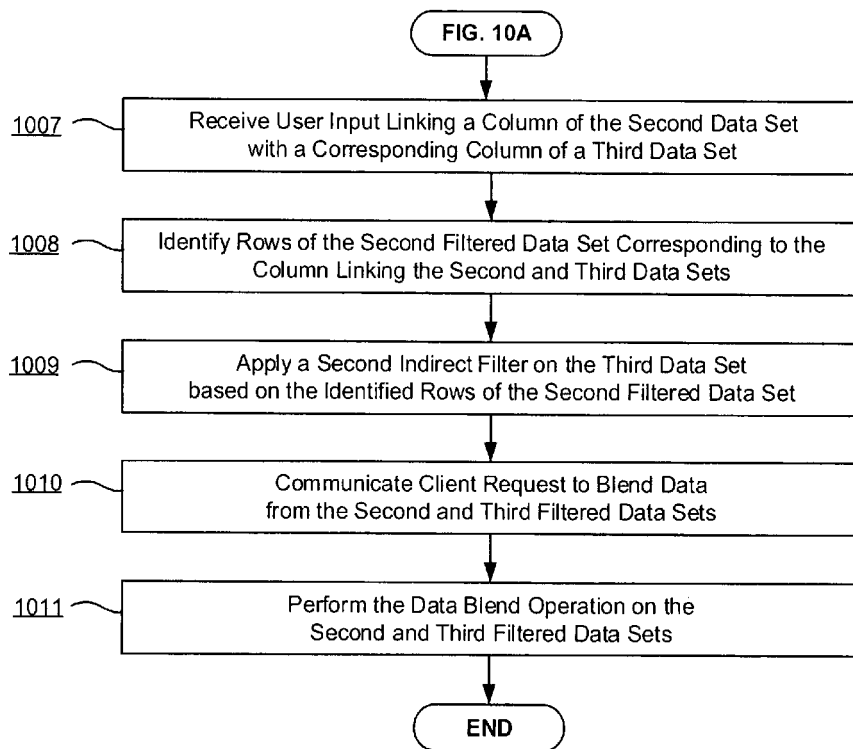 FIG. 10A
1007
Receive User Input Linking a Column of the Second Data Set
with a Corresponding Column of a Third Data Set
1008
Identify Rows of the Second Filtered Data Set Corresponding to the
Column Linking the Second and Third Data Sets
1009
Apply a Second Indirect Filter on the Third Data Set
based on the Identified Rows of the Second Filtered Data Set
1010
Communicate Client Request to Blend Data
from the Second and Third Filtered Data Sets
1011
Perform the Data Blend Operation on the
Second and Third Filtered Data Sets
END